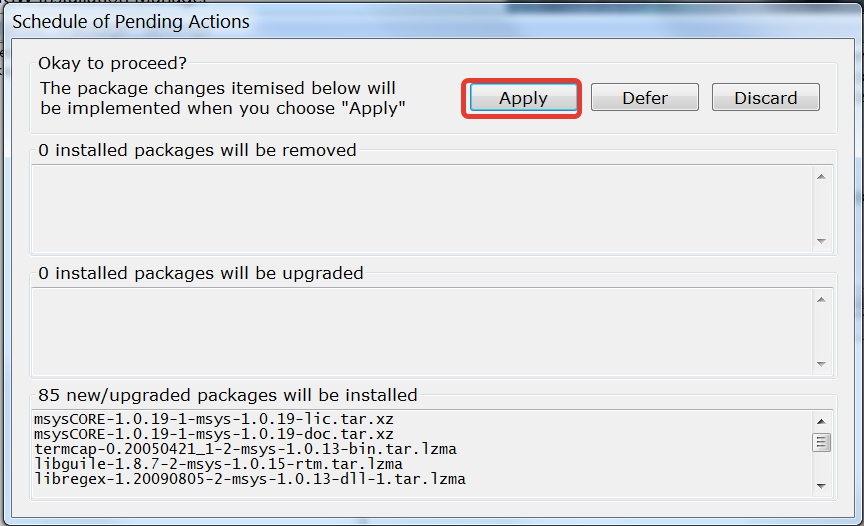 Schedule of Pending Actions
Okay to proceed?
The package changes itemised below will
be implemented when you choose "Apply"
Apply
Defer
Discard
0 installed packages will be removed
0 installed packages will be upgraded
85 new/upgraded packages will be installed
msysCORE-1.0.19-1-msys-1.0.19-lic.tar.xz
msysCORE-1.0.19-1-msys-1.0.19-doc.tar.xz
termcap-0.20050421_1-2-msys-1.0.13-bin.tar.lzma
libguile-1.8.7-2-msys-1.0.15-rtm.tar.lzma
libregex-1.20090805-2-msys-1.0.13-dll-1.tar.lzma